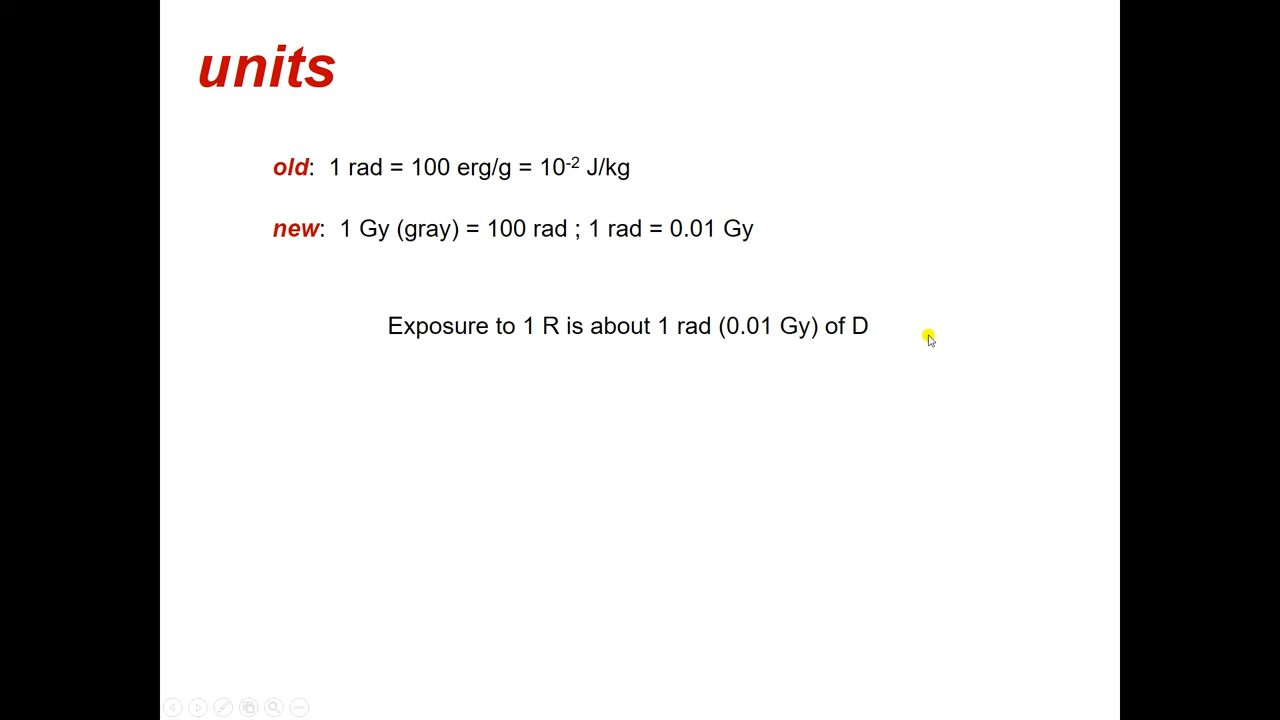 units
old: 1 rad = 100 erg/g = 10⁻² J/kg
new: 1 Gy (gray) = 100 rad ; 1 rad = 0.01 Gy
Exposure to 1 R is about 1 rad (0.01 Gy) of D